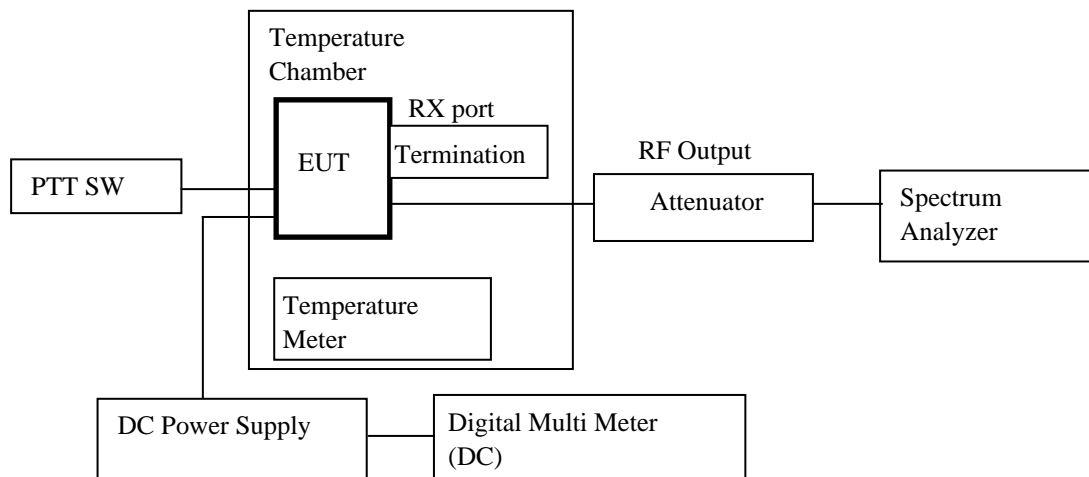 Temperature
Chamber
RX port
EUT
Termination
RF Output
PTT SW
Attenuator
Spectrum
Analyzer
Temperature
Meter
DC Power Supply
Digital Multi Meter
(DC)